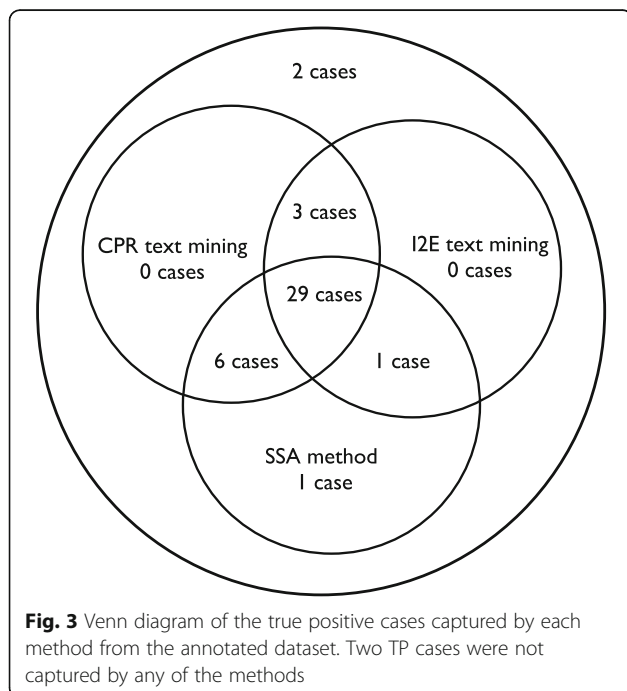 2 cases
3 cases
CPR text mining
0 cases
I2E text mining
0 cases
29 cases
6 cases
1 case
SSA method
1 case
Fig. 3 Venn diagram of the true positive cases captured by each
method from the annotated dataset. Two TP cases were not
captured by any of the methods